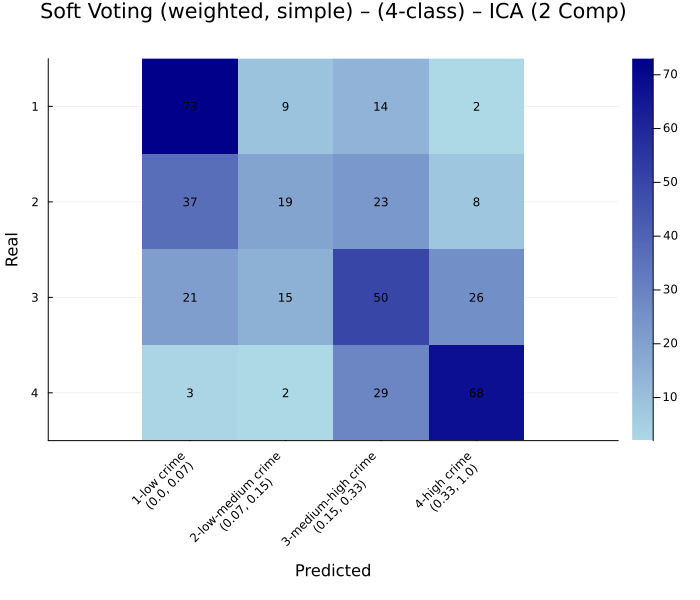 Soft Voting (weighted, simple) – (4-class) – ICA (2 Comp)
1 73 9 14 2
2 37 19 23 8
3 21 15 50 26
4 3 2 29 68
Real
1-low crime
(0.0, 0.07)
2-low-medium crime
(0.07, 0.15)
3-medium-high crime
(0.15, 0.33)
4-high crime
(0.33, 1.0)
Predicted
70
60
50
40
30
20
10